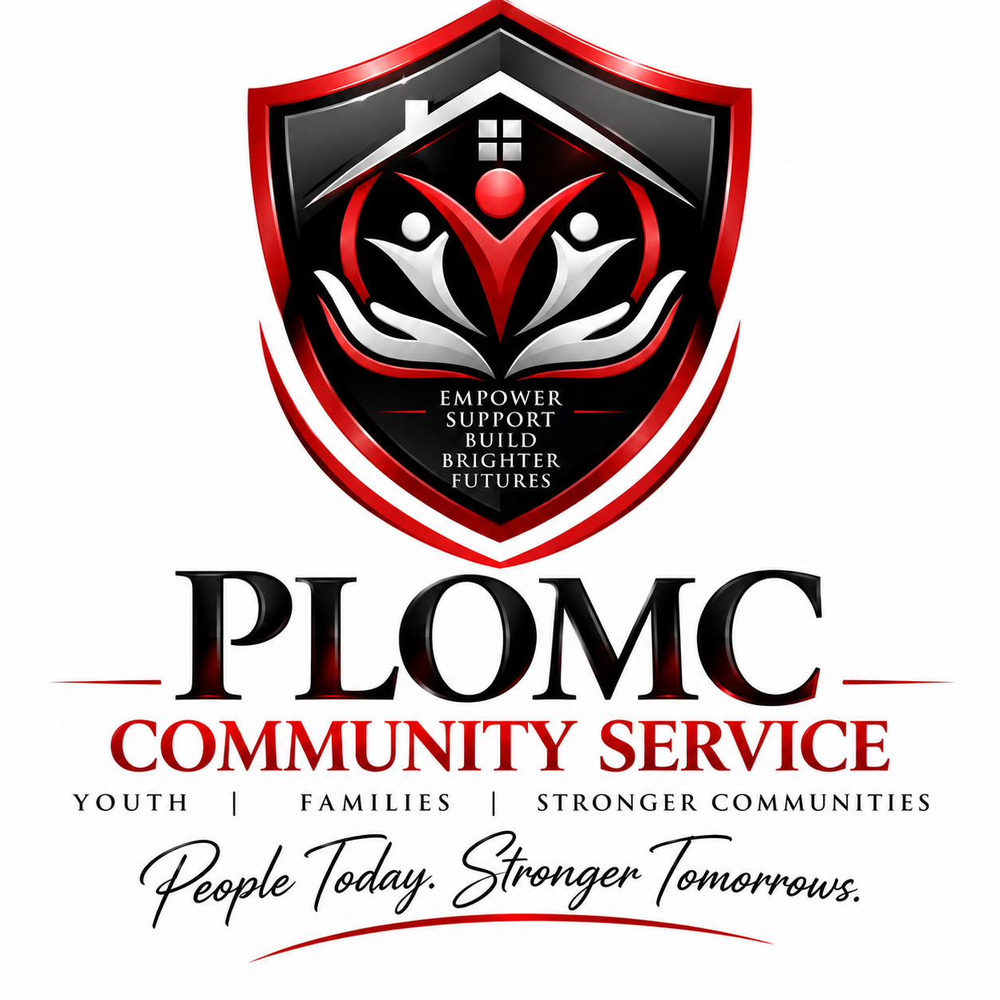 EMPOWER
SUPPORT
BUILD
BRIGHTER
FUTURES
PLOMC
COMMUNITY SERVICE
YOUTH | FAMILIES | STRONGER COMMUNITIES
People Today. Stronger Tomorrows.